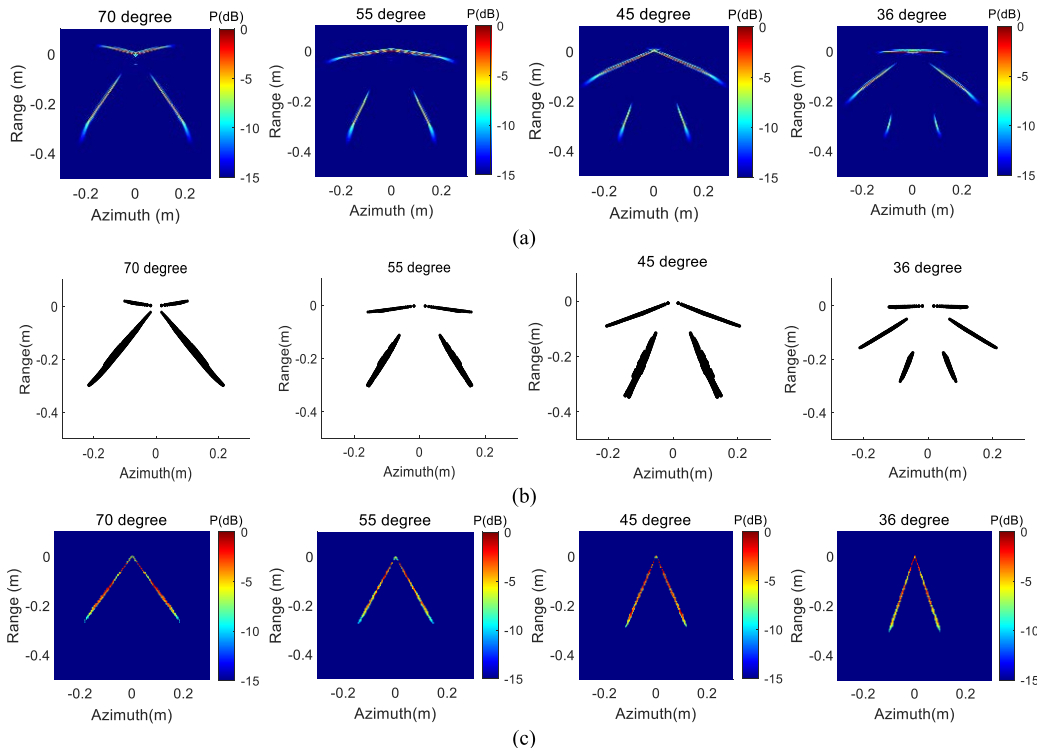 70 degree P(dB) 55 degree P(dB) 45 degree P(dB) 36 degree P(dB)
0 0 0 0
0 0 0 0
-5 -5 -5 -5
-0.2 -0.2 -0.2 -0.2
-10 -10 -10 -10
-0.4 -0.4 -0.4 -0.4
-15 -15 -15 -15
Range (m) Range (m) Range (m) Range (m)
-0.2 0 0.2 -0.2 0 0.2 -0.2 0 0.2 -0.2 0 0.2
Azimuth (m) Azimuth (m) Azimuth (m) Azimuth (m)
(a)
70 degree 55 degree 45 degree 36 degree
0 0 0 0
-0.2 -0.2 -0.2 -0.2
-0.4 -0.4 -0.4 -0.4
Range(m) Range(m) Range(m) Range(m)
-0.2 0 0.2 -0.2 0 0.2 -0.2 0 0.2 -0.2 0 0.2
Azimuth(m) Azimuth(m) Azimuth(m) Azimuth(m)
(b)
70 degree P(dB) 55 degree P(dB) 45 degree P(dB) 36 degree P(dB)
0 0 0 0
0 0 0 0
-5 -5 -5 -5
-0.2 -0.2 -0.2 -0.2
-10 -10 -10 -10
-0.4 -0.4 -0.4 -0.4
-15 -15 -15 -15
Range (m) Range (m) Range (m) Range (m)
-0.2 0 0.2 -0.2 0 0.2 -0.2 0 0.2 -0.2 0 0.2
Azimuth(m) Azimuth(m) Azimuth(m) Azimuth(m)
(c)